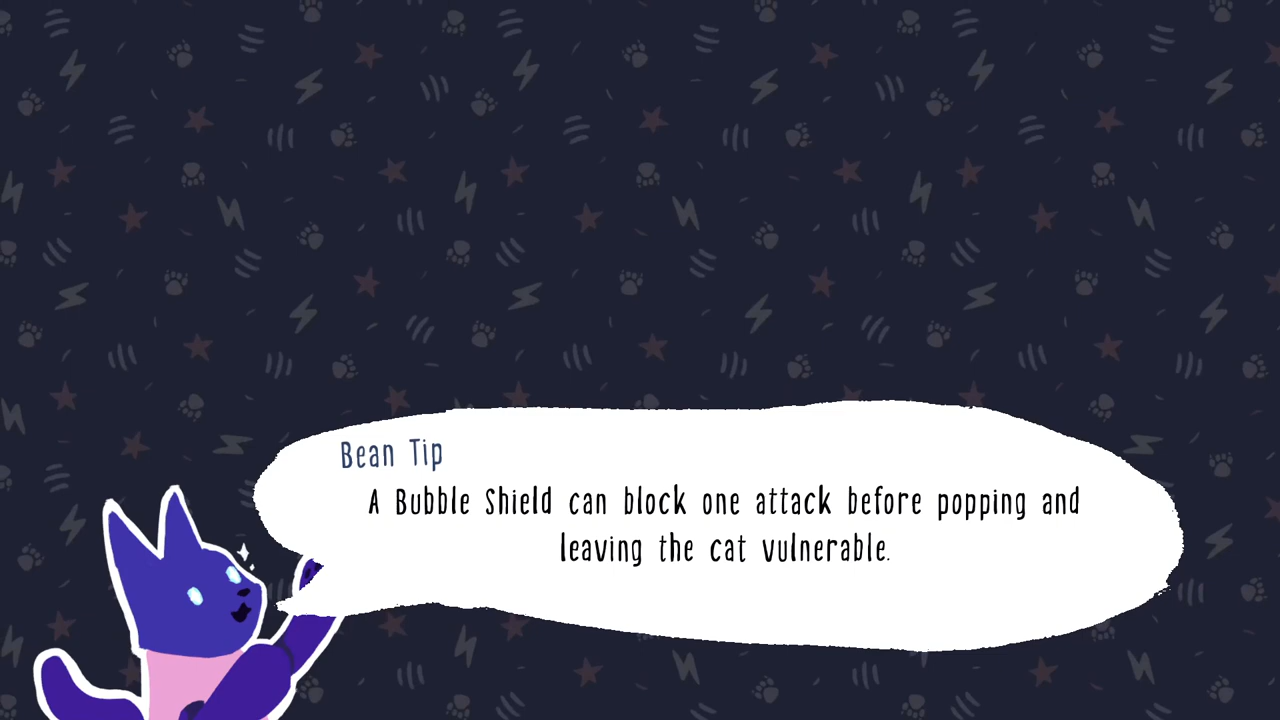 Bean Tip
A Bubble Shield can block one attack before popping and
leaving the cat vulnerable.